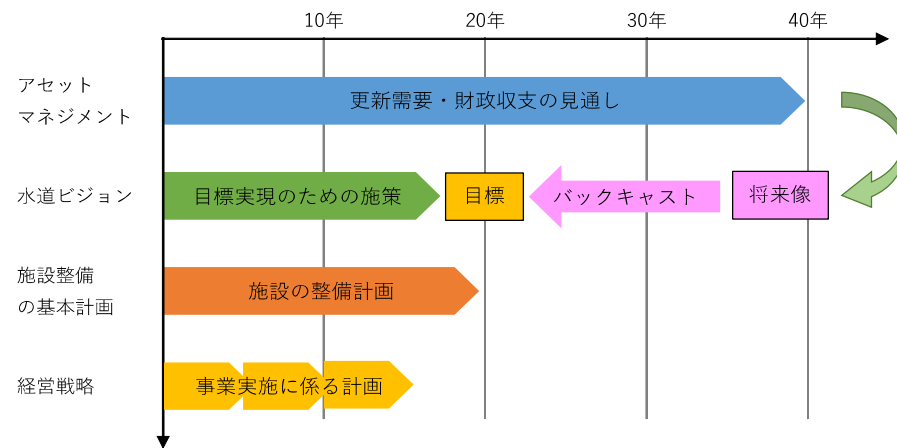 10年 20年 30年 40年
アセット
マネジメント
更新需要・財政収支の見通し
水道ビジョン
目標実現のための施策
目標
バックキャスト
将来像
施設整備
の基本計画
施設の整備計画
経営戦略
事業実施に係る計画